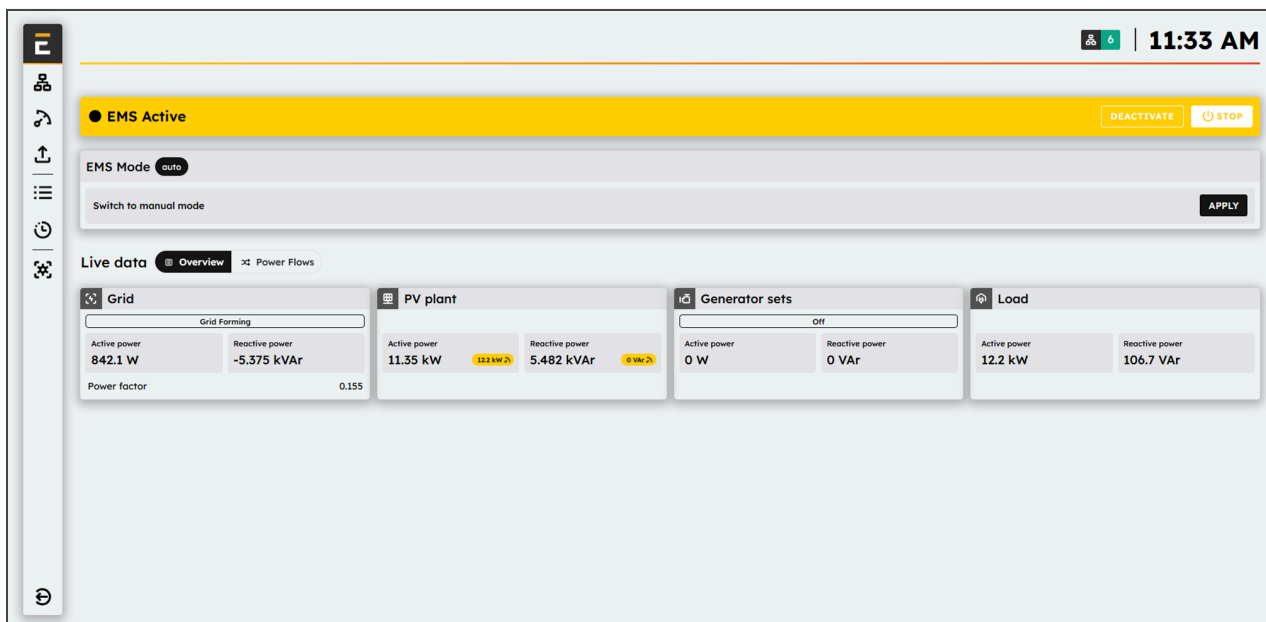 6
11:33 AM
EMS Active
DEACTIVATE
STOP
EMS Mode auto
Switch to manual mode
APPLY
Live data Overview Power Flows
Grid
Grid Forming
Active power Reactive power
842.1 W -5.375 kVAr
Power factor 0.155
PV plant
Active power Reactive power
11.35 kW 12.2 kW 5.482 kVAr 0 VAr
Generator sets
Off
Active power Reactive power
0 W 0 VAr
Load
Active power Reactive power
12.2 kW 106.7 VAr